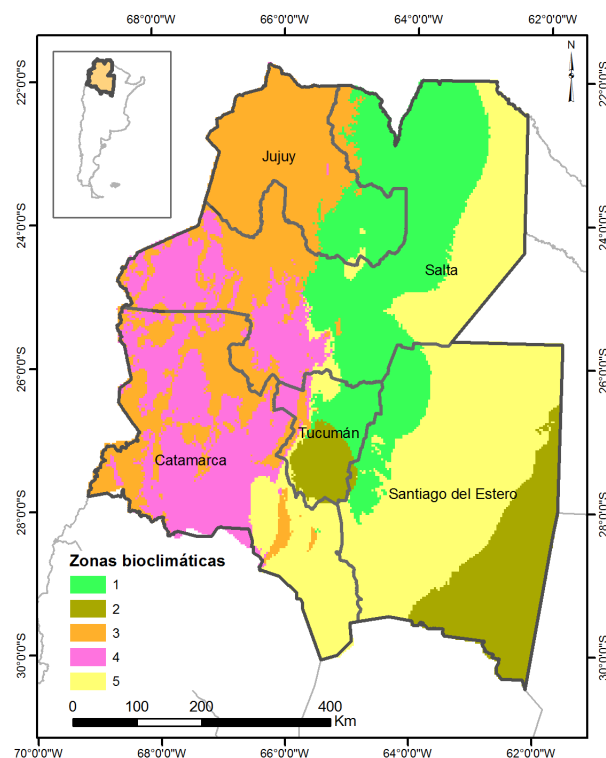 68°0'0"W 66°0'0"W 64°0'0"W 62°0'0"W
N
S
22°0'0"S
22°0'0"S
Jujuy
24°0'0"S
24°0'0"S
Salta
26°0'0"S
26°0'0"S
Tucumán
Catamarca
Santiago del Estero
28°0'0"S
28°0'0"S
Zonas bioclimáticas
1
2
3
4
5
30°0'0"S
30°0'0"S
0 100 200 400
Km
70°0'0"W 68°0'0"W 66°0'0"W 64°0'0"W 62°0'0"W